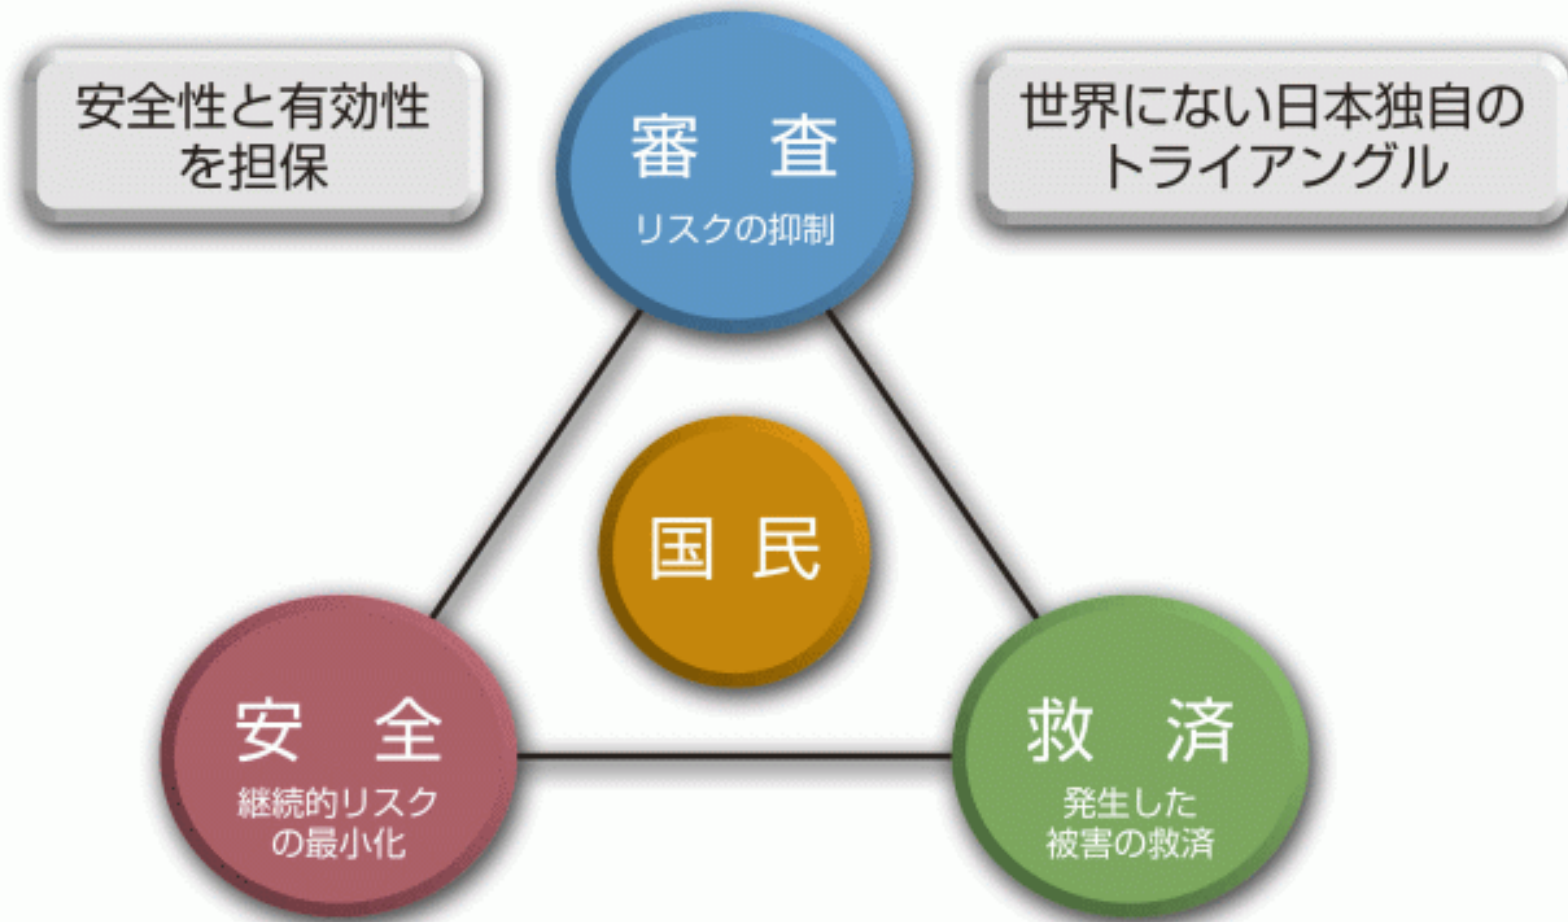 安全性と有効性
を担保
審 査
リスクの抑制
世界にない日本独自の
トライアングル
国 民
安 全
継続的リスク
の最小化
救 済
発生した
被害の救済